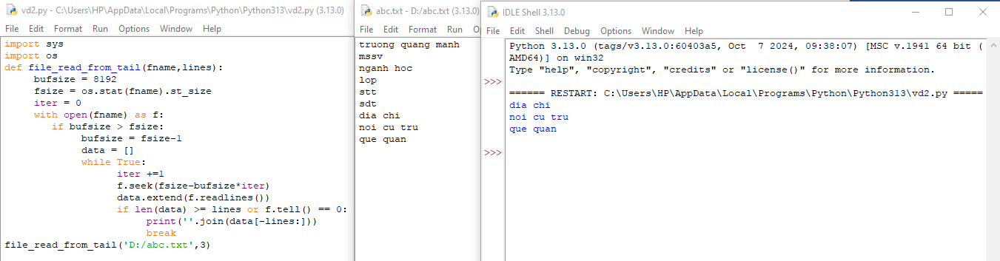 vd2.py - C:\Users\HP\AppData\Local\Programs\Python\Python313\vd2.py (3.13.0)
File Edit Format Run Options Window Help
import sys
import os
def file_read_from_tail(fname,lines):
     bufsize = 8192
     fsize = os.stat(fname).st_size
     iter = 0
     with open(fname) as f:
        if bufsize > fsize:
             bufsize = fsize-1
             data = []
             while True:
                   iter +=1
                   f.seek(fsize-bufsize*iter)
                   data.extend(f.readlines())
                   if len(data) >= lines or f.tell() == 0:
                        print(''.join(data[-lines:]))
                        break
file_read_from_tail('D:/abc.txt',3)
abc.txt - D:/abc.txt (3.13.0)
File Edit Format Run
truong quang manh
mssv
nganh hoc
lop
stt
sdt
dia chi
noi cu tru
que quan
IDLE Shell 3.13.0
File Edit Shell Debug Options Window Help
Python 3.13.0 (tags/v3.13.0:60403a5, Oct  7 2024, 09:38:07) [MSC v.1941 64 bit (
AMD64)] on win32
Type "help", "copyright", "credits" or "license()" for more information.
>>>
====== RESTART: C:\Users\HP\AppData\Local\Programs\Python\Python313\vd2.py =====
dia chi
noi cu tru
que quan
>>>